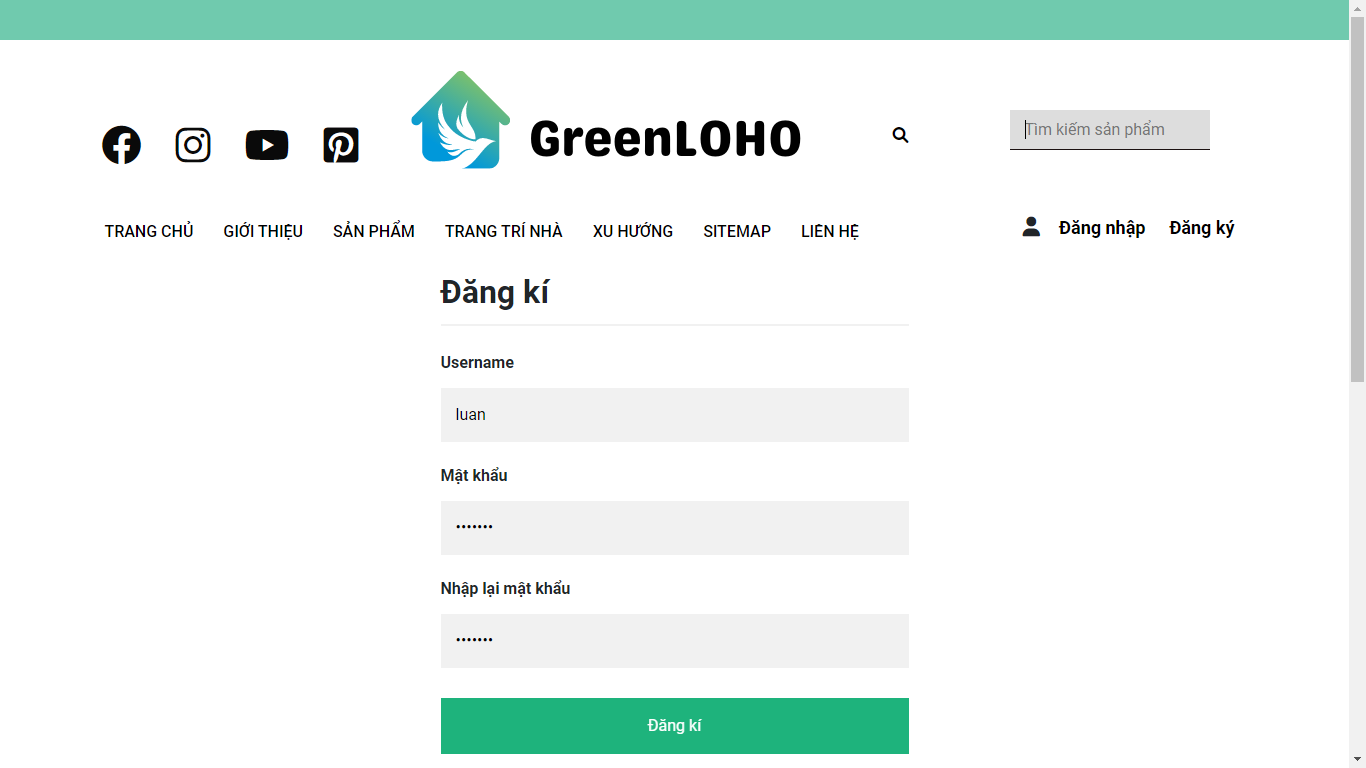 GreenLOHO
Tìm kiếm sản phẩm
TRANG CHỦ GIỚI THIỆU SẢN PHẨM TRANG TRÍ NHÀ XU HƯỚNG SITEMAP LIÊN HỆ
Đăng nhập Đăng ký
Đăng kí
Username
luan
Mật khẩu
•••••••
Nhập lại mật khẩu
•••••••
Đăng kí